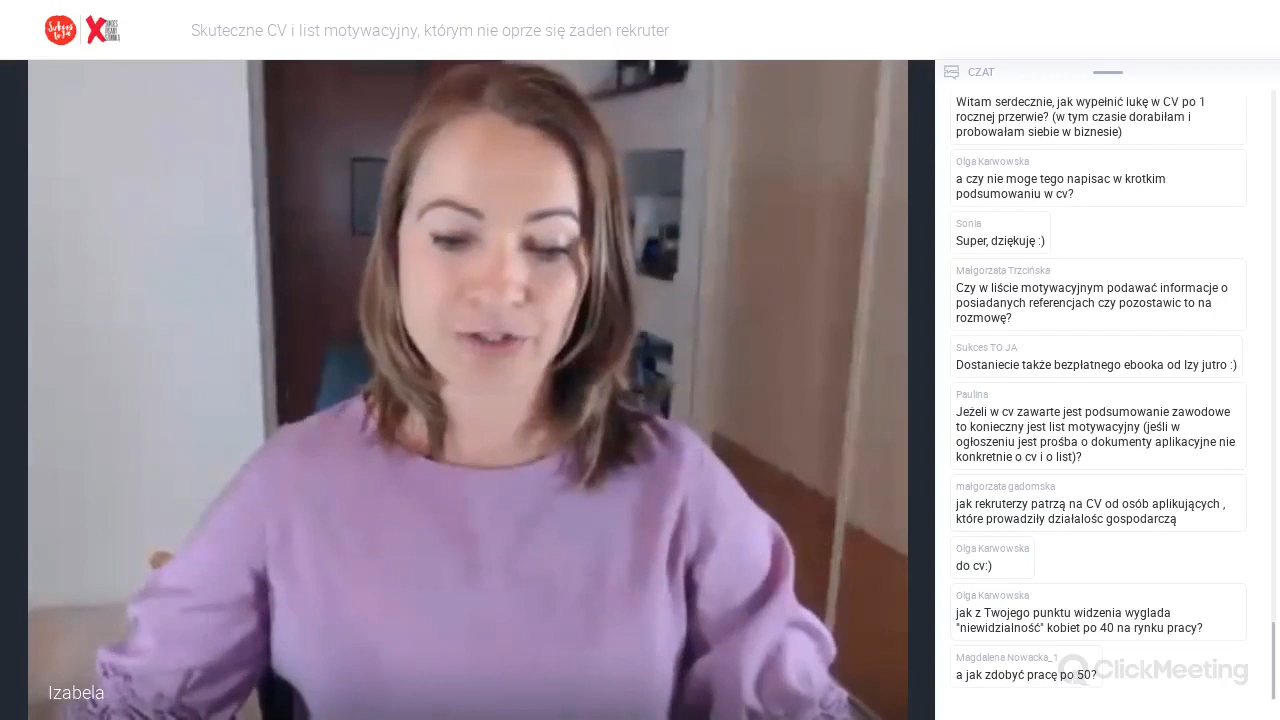 Sukces to Ja
Skuteczne CV i list motywacyjny, którym nie oprze się żaden rekruter
Izabela
CZAT
Witam serdecznie, jak wypełnić lukę w CV po 1
rocznej przerwie? (w tym czasie dorabiłam i
probowałam siebie w biznesie)
Olga Karwowska
a czy nie moge tego napisac w krotkim
podsumowaniu w cv?
Sonia
Super, dziękuję :)
Małgorzata Trzcińska
Czy w liście motywacyjnym podawać informacje o
posiadanych referencjach czy pozostawic to na
rozmowę?
Sukces TO JA
Dostaniecie także bezpłatnego ebooka od Izy jutro :)
Paulina
Jeżeli w cv zawarte jest podsumowanie zawodowe
to konieczny jest list motywacyjny (jeśli w
ogłoszeniu jest prośba o dokumenty aplikacyjne nie
konkretnie o cv i o list)?
małgorzata gadomska
jak rekruterzy patrzą na CV od osób aplikujących ,
które prowadziły działalośc gospodarczą
Olga Karwowska
do cv:)
Olga Karwowska
jak z Twojego punktu widzenia wyglada
"niewidzialność" kobiet po 40 na rynku pracy?
Magdalena Nowacka_1
a jak zdobyć pracę po 50?
ClickMeeting